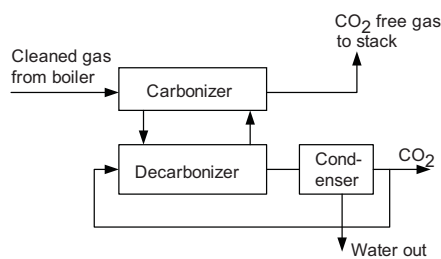 CO2 free gas
to stack
Cleaned gas
from boiler
Carbonizer
Decarbonizer
Cond-
enser
CO2
Water out